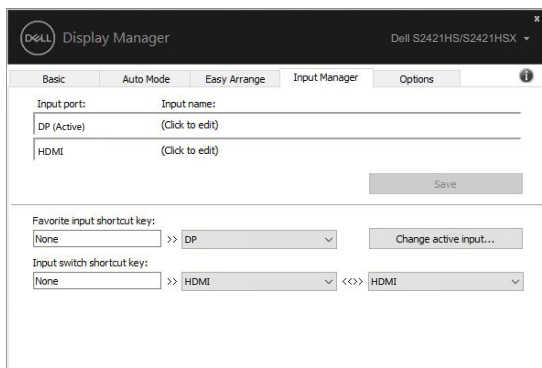 x
DELL Display Manager Dell S2421HS/S2421HSX
Basic Auto Mode Easy Arrange Input Manager Options i
Input port: Input name:
DP (Active) (Click to edit)
HDMI (Click to edit)
Save
Favorite input shortcut key:
None >> DP Change active input...
Input switch shortcut key:
None >> HDMI <<>> HDMI